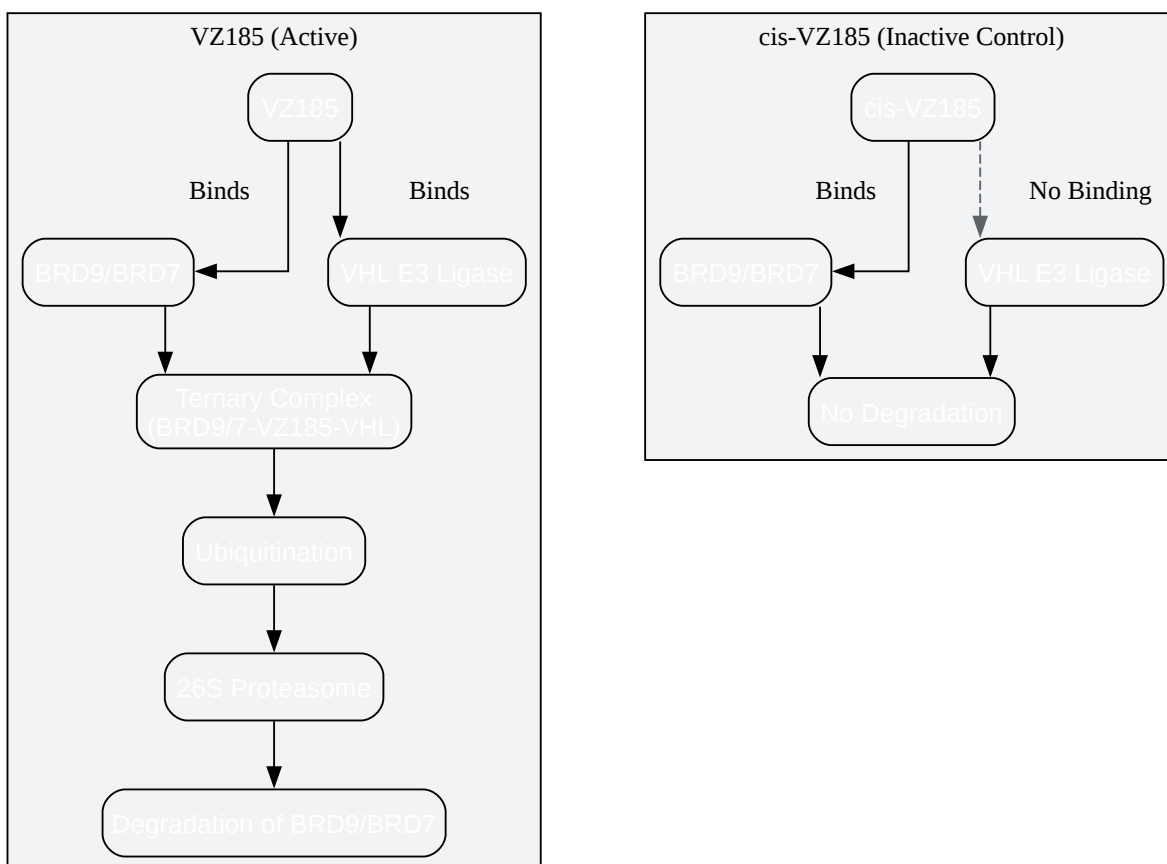 VZ185 (Active)
VZ185
Binds
Binds
BRD9/BRD7
VHL E3 Ligase
Ternary Complex
(BRD9/7-VZ185-VHL)
Ubiquitination
26S Proteasome
Degradation of BRD9/BRD7
cis-VZ185 (Inactive Control)
cis-VZ185
Binds
No Binding
BRD9/BRD7
VHL E3 Ligase
No Degradation